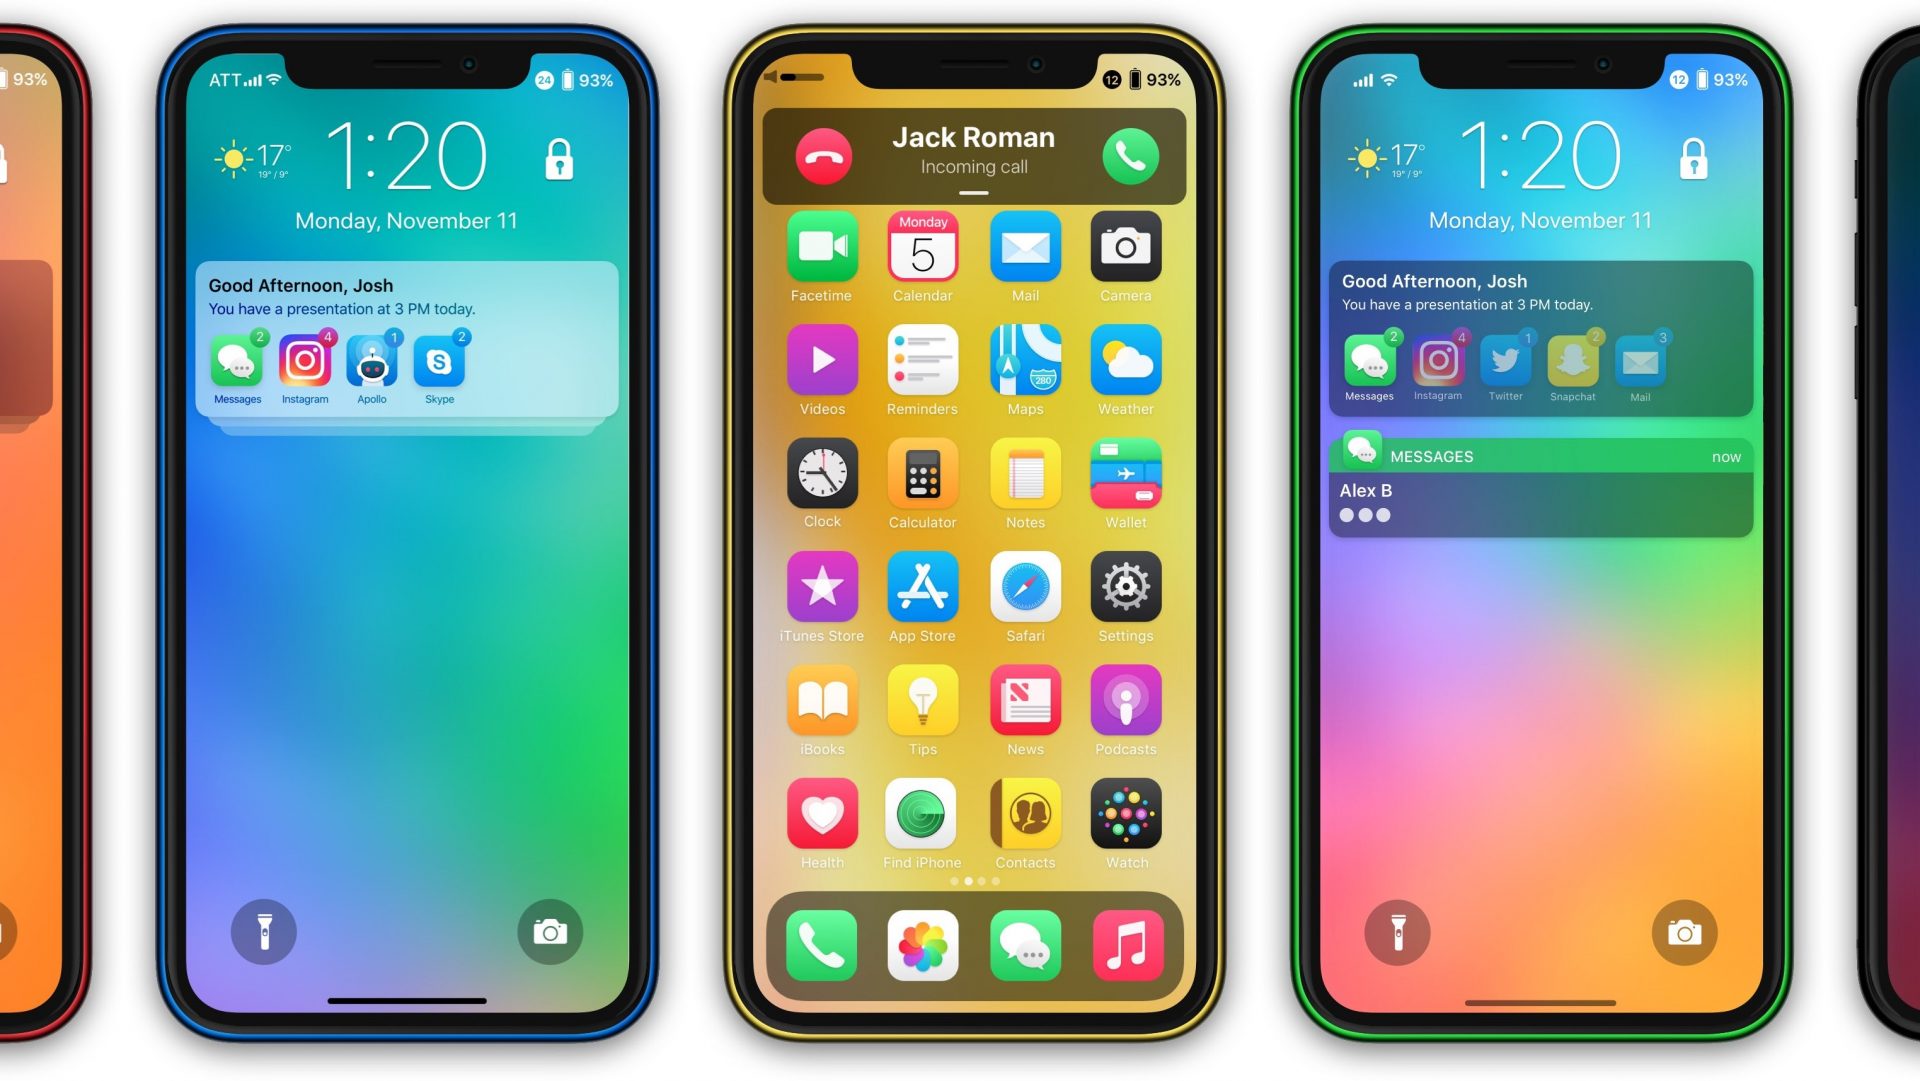 93%
ATT
24
93%
17°
19° / 9°
1:20
Monday, November 11
Good Afternoon, Josh
You have a presentation at 3 PM today.
2
4
1
2
Messages
Instagram
Apollo
Skype
12
93%
Jack Roman
Incoming call
Monday
5
Facetime
Calendar
Mail
Camera
280
Videos
Reminders
Maps
Weather
Clock
Calculator
Notes
Wallet
iTunes Store
App Store
Safari
Settings
iBooks
Tips
News
Podcasts
Health
Find iPhone
Contacts
Watch
12
93%
17°
19° / 9°
1:20
Monday, November 11
Good Afternoon, Josh
You have a presentation at 3 PM today.
2
4
1
2
3
Messages
Instagram
Twitter
Snapchat
Mail
MESSAGES
now
Alex B